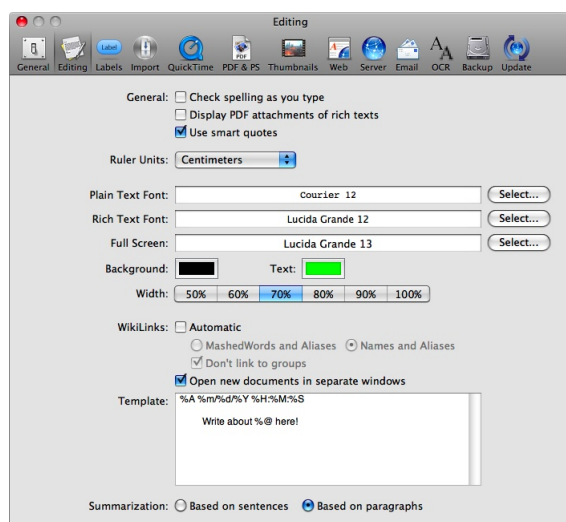 Editing
Label
PDF
General Editing Labels Import QuickTime PDF & PS Thumbnails Web Server Email OCR Backup Update
General: Check spelling as you type
Display PDF attachments of rich texts
Use smart quotes
Ruler Units: Centimeters
Plain Text Font: Courier 12 Select...
Rich Text Font: Lucida Grande 12 Select...
Full Screen: Lucida Grande 13 Select...
Background: Text:
Width: 50% 60% 70% 80% 90% 100%
WikiLinks: Automatic
MashedWords and Aliases Names and Aliases
Don't link to groups
Open new documents in separate windows
Template: %A %m/%d/%Y %H:%M:%S
Write about %@ here!
Summarization: Based on sentences Based on paragraphs